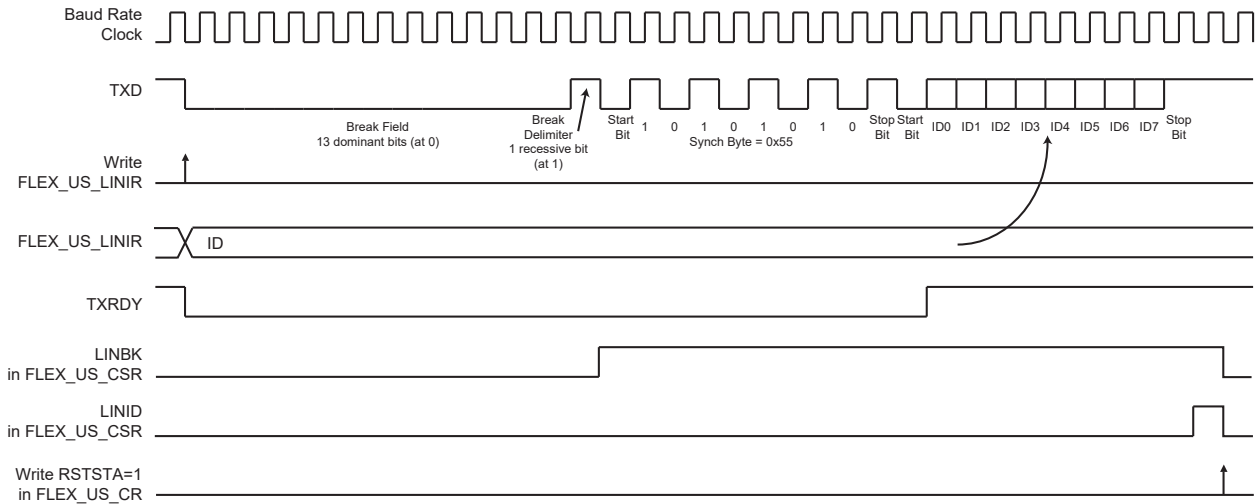 Baud Rate
Clock
TXD
Break Field
13 dominant bits (at 0)
Break
Delimiter
1 recessive bit
(at 1)
Start
Bit
1 0 1 0 1 0 1 0
Synch Byte = 0x55
Stop
Bit
Start
Bit
ID0 ID1 ID2 ID3 ID4 ID5 ID6 ID7
Stop
Bit
Write
FLEX_US_LINIR
FLEX_US_LINIR
ID
TXRDY
LINBK
in FLEX_US_CSR
LINID
in FLEX_US_CSR
Write RSTSTA=1
in FLEX_US_CR